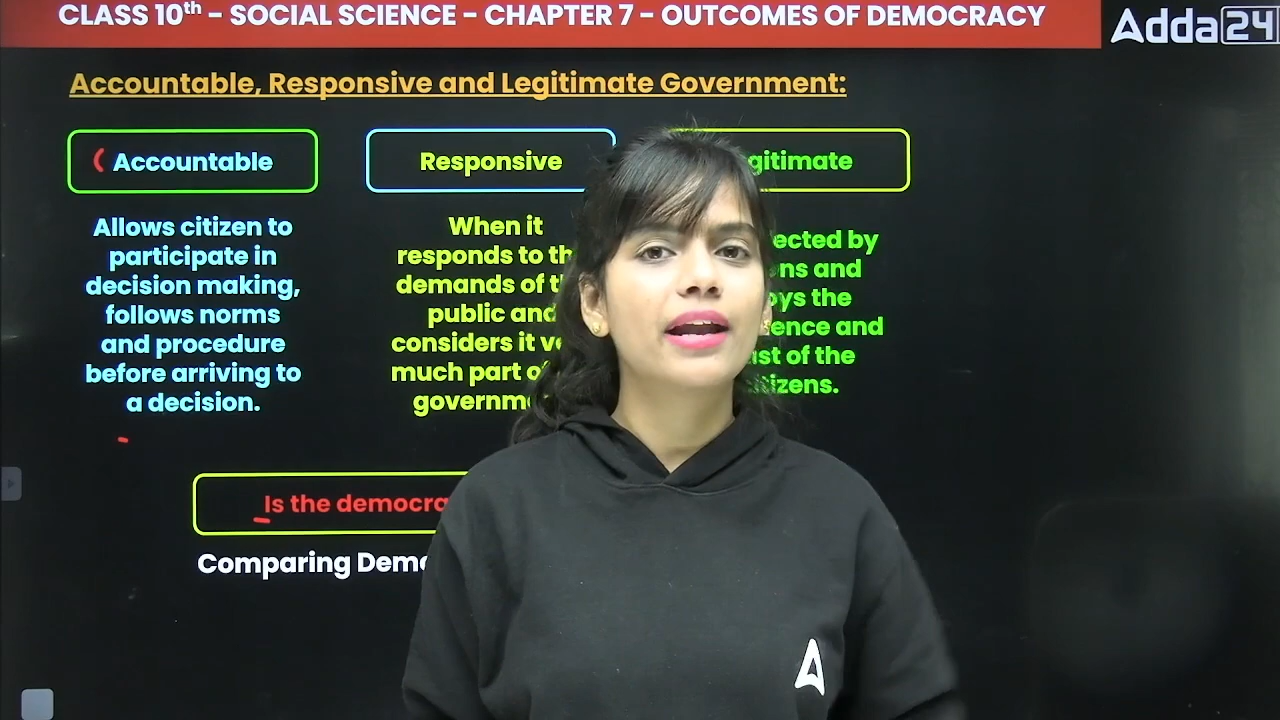 CLASS 10th - SOCIAL SCIENCE - CHAPTER 7 - OUTCOMES OF DEMOCRACY
Adda24
Accountable, Responsive and Legitimate Government:
Accountable
Responsive
gitimate
Allows citizen to
participate in
decision making,
follows norms
and procedure
before arriving to
a decision.
When it
responds to th
demands of t
public and
considers it v
much part of
governm
ected by
ns and
ys the
ence and
st of the
tizens.
Is the democra
Comparing Dem